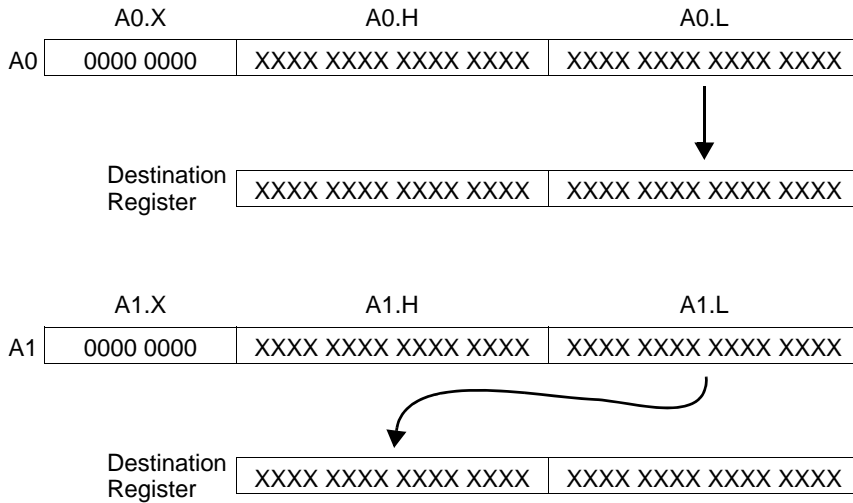 A0.X A0.H A0.L
A0 0000 0000 XXXX XXXX XXXX XXXX XXXX XXXX XXXX XXXX
Destination
Register XXXX XXXX XXXX XXXX XXXX XXXX XXXX XXXX
A1.X A1.H A1.L
A1 0000 0000 XXXX XXXX XXXX XXXX XXXX XXXX XXXX XXXX
Destination
Register XXXX XXXX XXXX XXXX XXXX XXXX XXXX XXXX